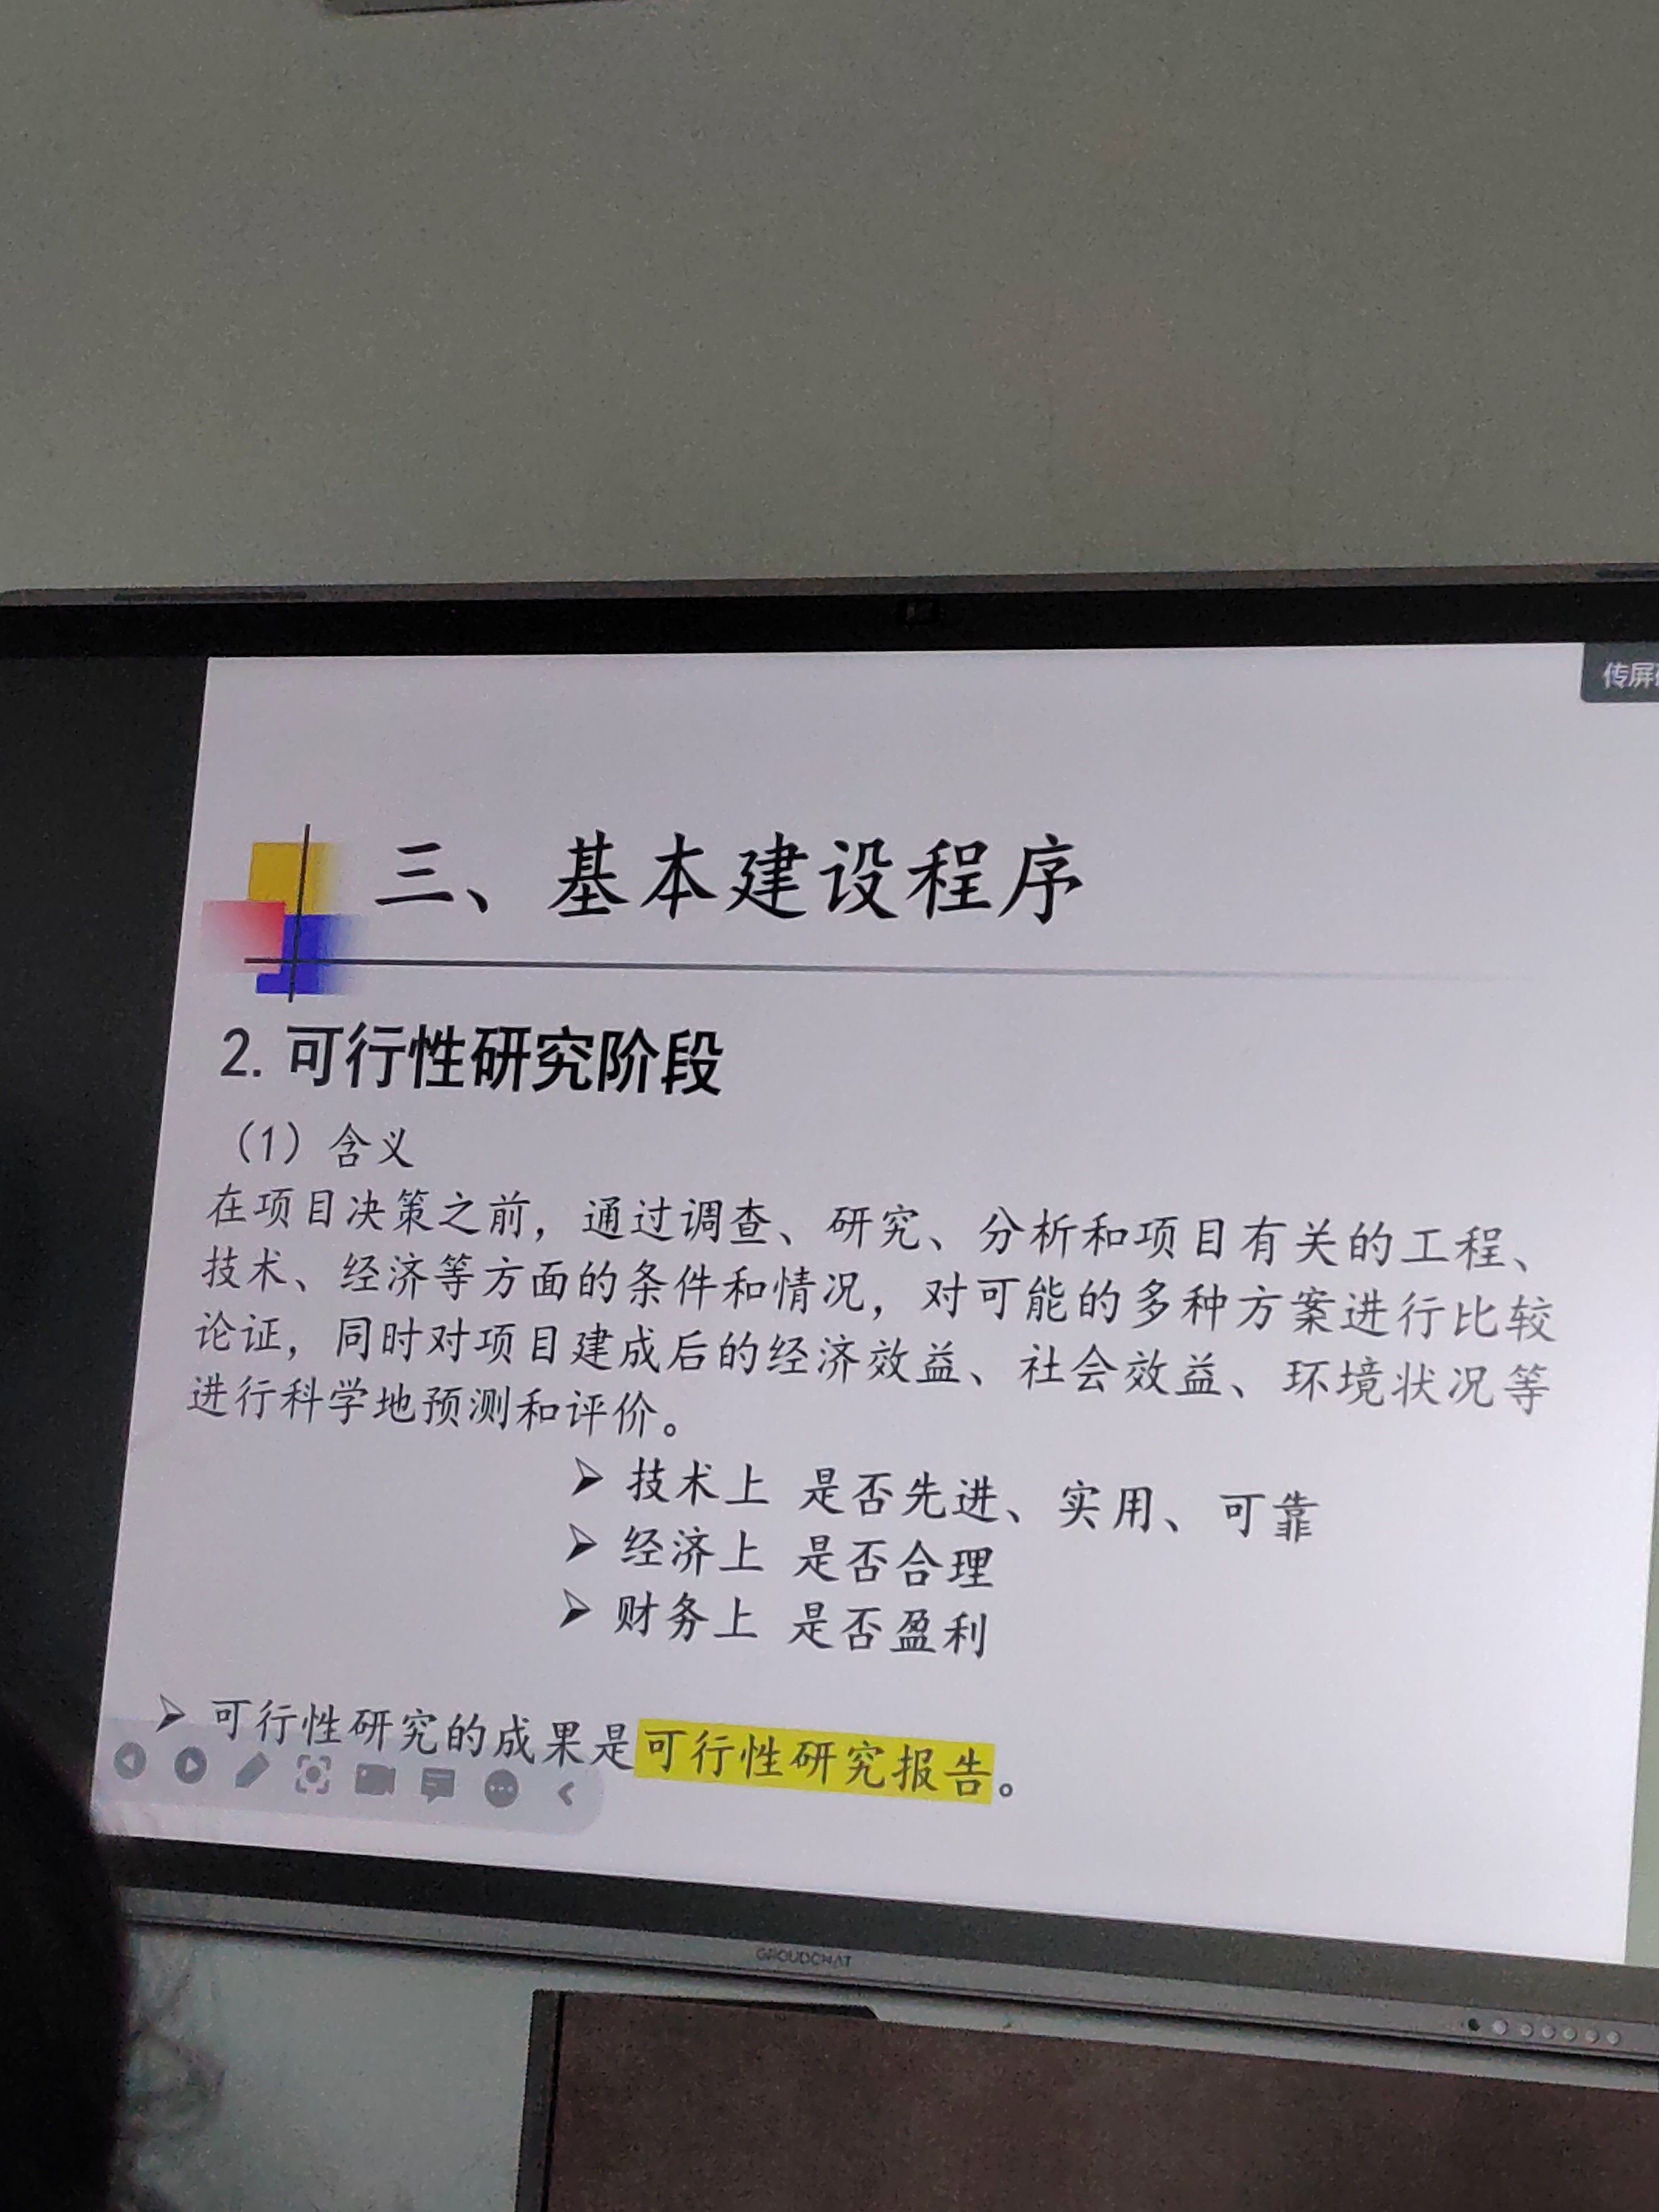 传屏
三、基本建设程序
2. 可行性研究阶段
（1）含义
在项目决策之前，通过调查、研究、分析和项目有关的工程、
技术、经济等方面的条件和情况，对可能的多种方案进行比较
论证，同时对项目建成后的经济效益、社会效益、环境状况等
进行科学地预测和评价。
➢ 技术上 是否先进、实用、可靠
➢ 经济上 是否合理
➢ 财务上 是否盈利
➢ 可行性研究的成果是可行性研究报告。